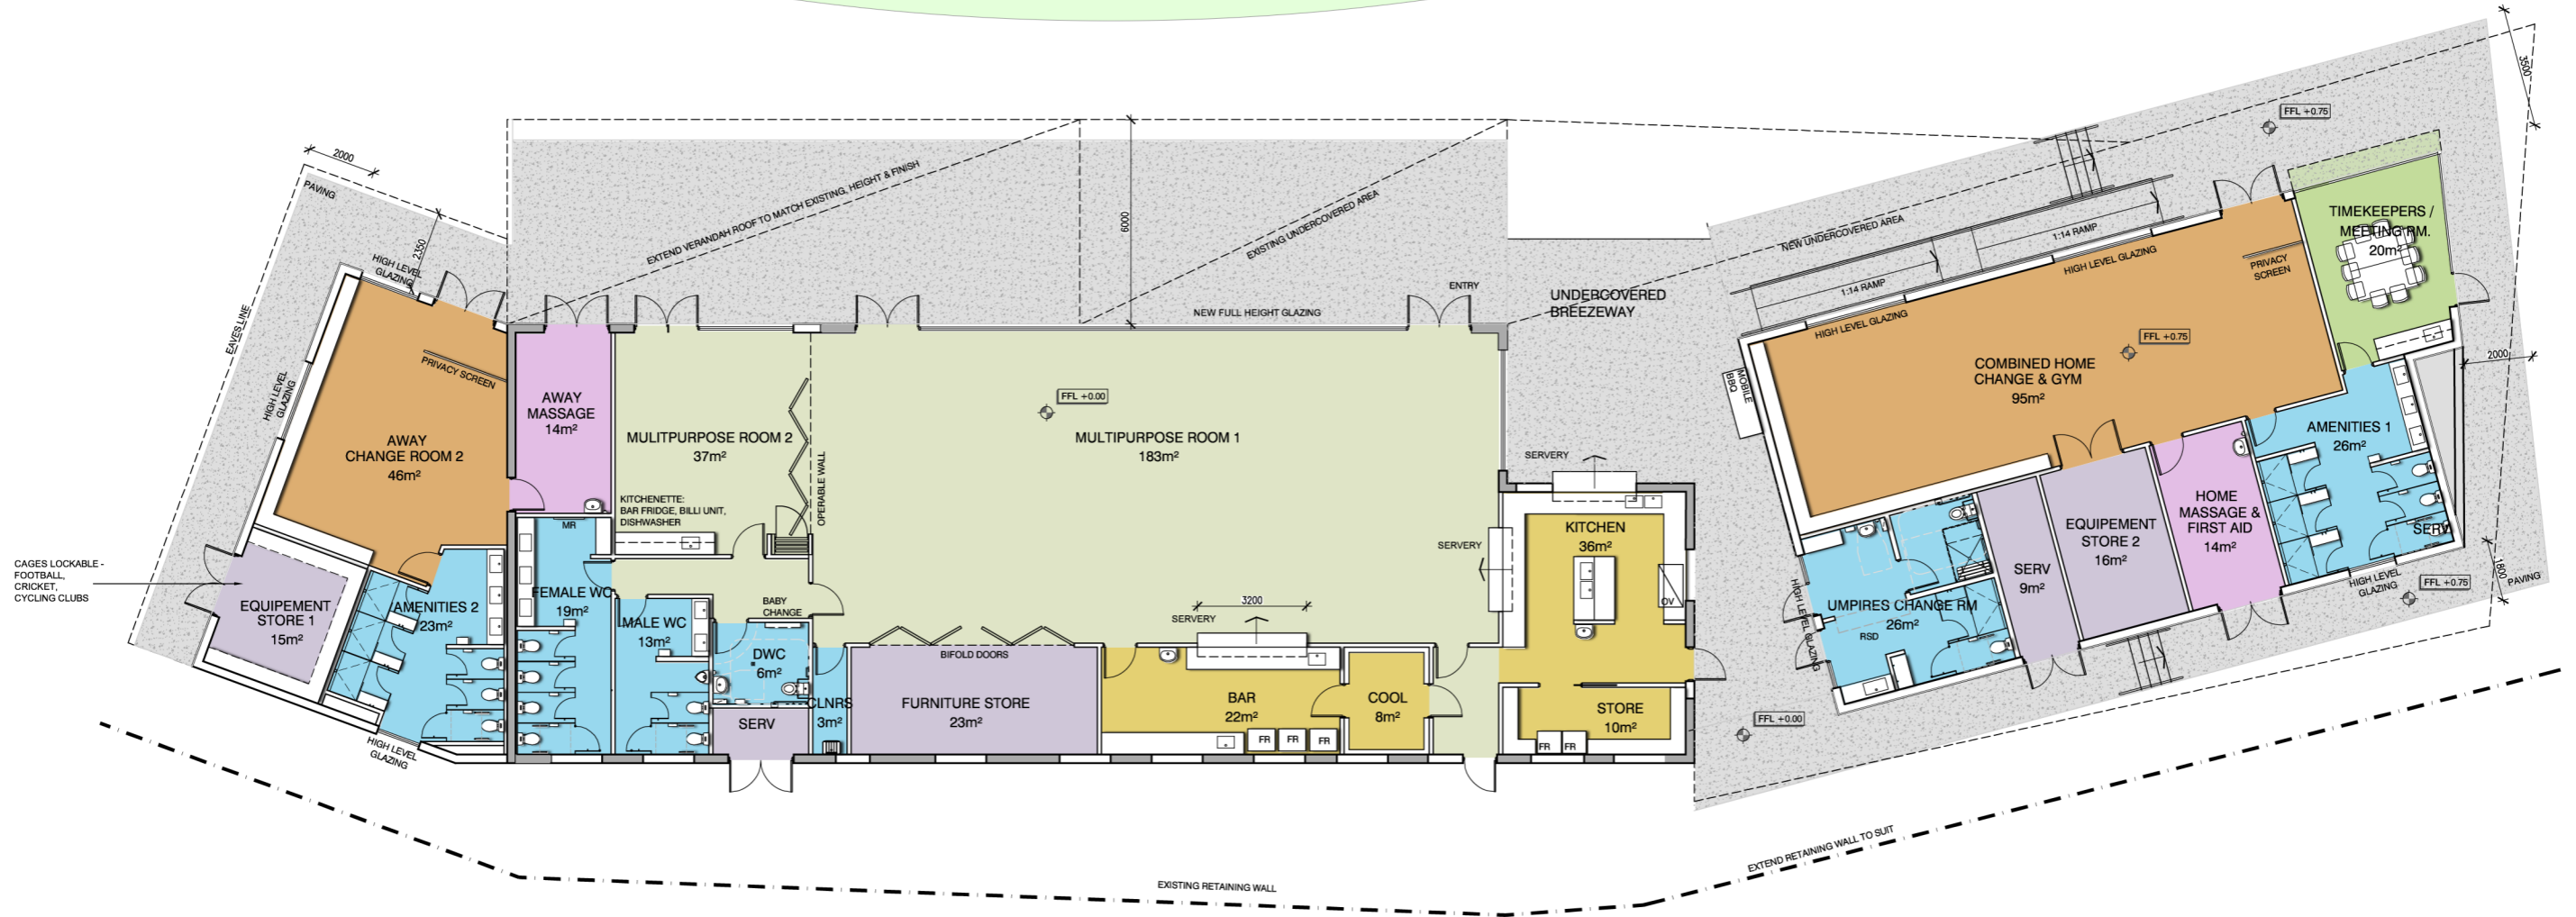 3500
FFL +0.75
2000
PAVING
2350
HIGH LEVEL
GLAZING
EAVES LINE
HIGH LEVEL
GLAZING
PRIVACY SCREEN
AWAY
CHANGE ROOM 2
46m²
CAGES LOCKABLE -
FOOTBALL,
CRICKET,
CYCLING CLUBS
EQUIPEMENT
STORE 1
15m²
AMENITIES 2
23m²
HIGH LEVEL
GLAZING
EXTEND VERANDAH ROOF TO MATCH EXISTING, HEIGHT & FINISH
6000
EXISTING UNDERCOVERED AREA
NEW FULL HEIGHT GLAZING
ENTRY
AWAY
MASSAGE
14m²
MULITPURPOSE ROOM 2
37m²
KITCHENETTE:
BAR FRIDGE, BILLI UNIT,
DISHWASHER
OPERABLE WALL
FFL +0.00
MULTIPURPOSE ROOM 1
183m²
MR
FEMALE WC
19m²
MALE WC
13m²
BABY
CHANGE
DWC
6m²
SERV
CLNRS
3m²
BIFOLD DOORS
FURNITURE STORE
23m²
3200
SERVERY
BAR
22m²
FR
FR
FR
COOL
8m²
SERVERY
SERVERY
KITCHEN
36m²
OV
STORE
10m²
FR
FR
UNDERCOVERED
BREEZEWAY
NEW UNDERCOVERED AREA
1:14 RAMP
1:14 RAMP
HIGH LEVEL GLAZING
HIGH LEVEL GLAZING
MOBILE
BBQ
FFL +0.75
COMBINED HOME
CHANGE & GYM
95m²
PRIVACY
SCREEN
TIMEKEEPERS /
MEETING RM.
20m²
2000
AMENITIES 1
26m²
SERV
HOME
MASSAGE &
FIRST AID
14m²
EQUIPEMENT
STORE 2
16m²
SERV
9m²
UMPIRES CHANGE RM
26m²
RSD
HIGH LEVEL GLAZING
HIGH LEVEL
GLAZING
FFL +0.75
1800
PAVING
FFL +0.00
EXISTING RETAINING WALL
EXTEND RETAINING WALL TO SUIT